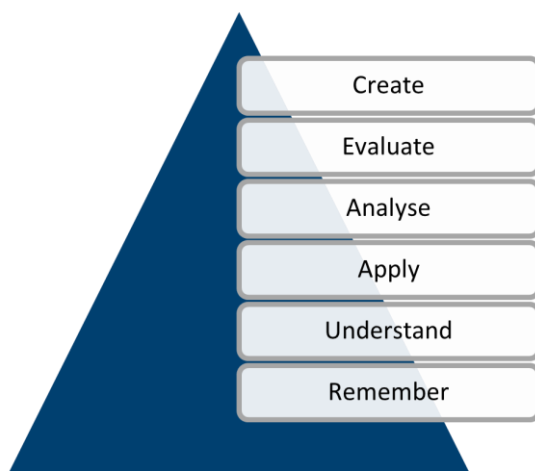 Create
Evaluate
Analyse
Apply
Understand
Remember